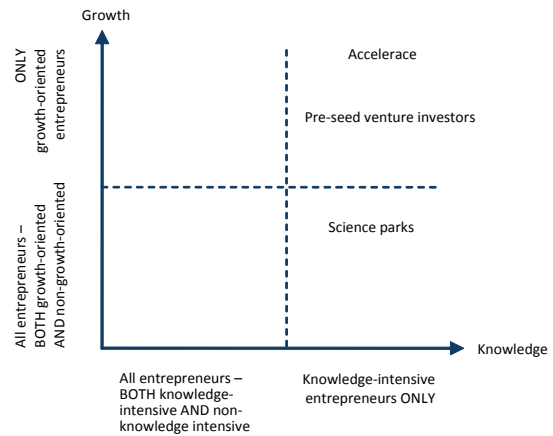 Growth
ONLY
growth-oriented
entrepreneurs
Accelerace
Pre-seed venture investors
All entrepreneurs –
BOTH growth-oriented
AND non-growth-oriented
Science parks
Knowledge
All entrepreneurs –
BOTH knowledge-
intensive AND non-
knowledge intensive
Knowledge-intensive
entrepreneurs ONLY